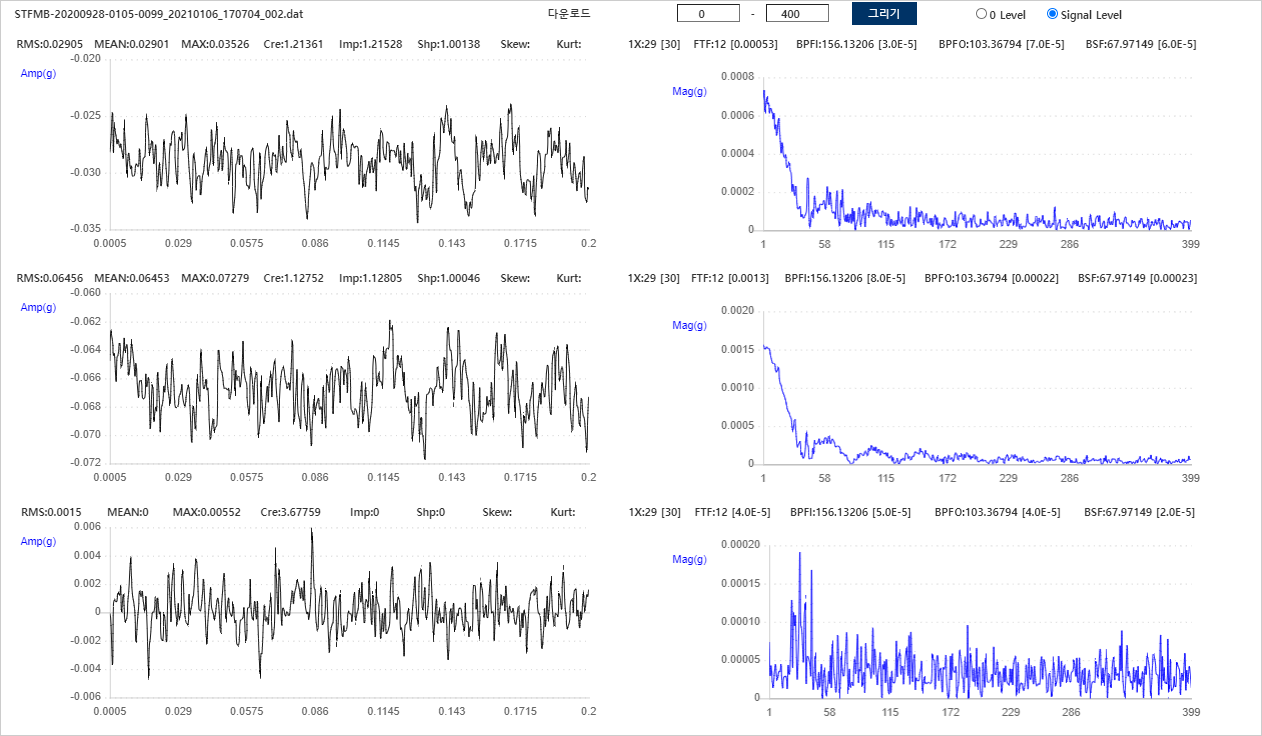 STFMB-20200928-0105-0099_20210106_170704_002.dat 다운로드 0 - 400 그리기 0 Level Signal Level
RMS:0.02905 MEAN:0.02901 MAX:0.03526 Cre:1.21361 Imp:1.21528 Shp:1.00138 Skew: Kurt:
Amp(g)
-0.020
-0.025
-0.030
-0.035
0.0005 0.029 0.0575 0.086 0.1145 0.143 0.1715 0.2
1X:29 [30] FTF:12 [0.00053] BPFI:156.13206 [3.0E-5] BPFO:103.36794 [7.0E-5] BSF:67.97149 [6.0E-5]
Mag(g)
0.0008
0.0006
0.0004
0.0002
0
1 58 115 172 229 286 399
RMS:0.06456 MEAN:0.06453 MAX:0.07279 Cre:1.12752 Imp:1.12805 Shp:1.00046 Skew: Kurt:
Amp(g)
-0.060
-0.062
-0.064
-0.066
-0.068
-0.070
-0.072
0.0005 0.029 0.0575 0.086 0.1145 0.143 0.1715 0.2
1X:29 [30] FTF:12 [0.0013] BPFI:156.13206 [8.0E-5] BPFO:103.36794 [0.00022] BSF:67.97149 [0.00023]
Mag(g)
0.0020
0.0015
0.0010
0.0005
0
1 58 115 172 229 286 399
RMS:0.0015 MEAN:0 MAX:0.00552 Cre:3.67759 Imp:0 Shp:0 Skew: Kurt:
Amp(g)
0.006
0.004
0.002
0
-0.002
-0.004
-0.006
0.0005 0.029 0.0575 0.086 0.1145 0.143 0.1715 0.2
1X:29 [30] FTF:12 [4.0E-5] BPFI:156.13206 [5.0E-5] BPFO:103.36794 [4.0E-5] BSF:67.97149 [2.0E-5]
Mag(g)
0.00020
0.00015
0.00010
0.00005
0
1 58 115 172 229 286 399